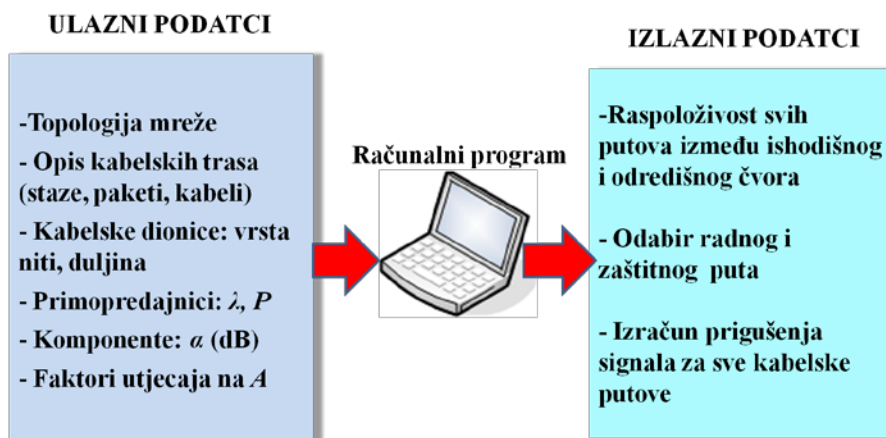 ULAZNI PODATCI
-Topologija mreže
- Opis kabelskih trasa
(staze, paketi, kabeli)
- Kabelske dionice: vrsta
niti, duljina
- Primopredajnici: λ, P
- Komponente: α (dB)
- Faktori utjecaja na A
Računalni program
IZLAZNI PODATCI
-Raspoloživost svih
putova između ishodišnog
i odredišnog čvora
- Odabir radnog i
zaštitnog puta
- Izračun prigušenja
signala za sve kabelske
putove